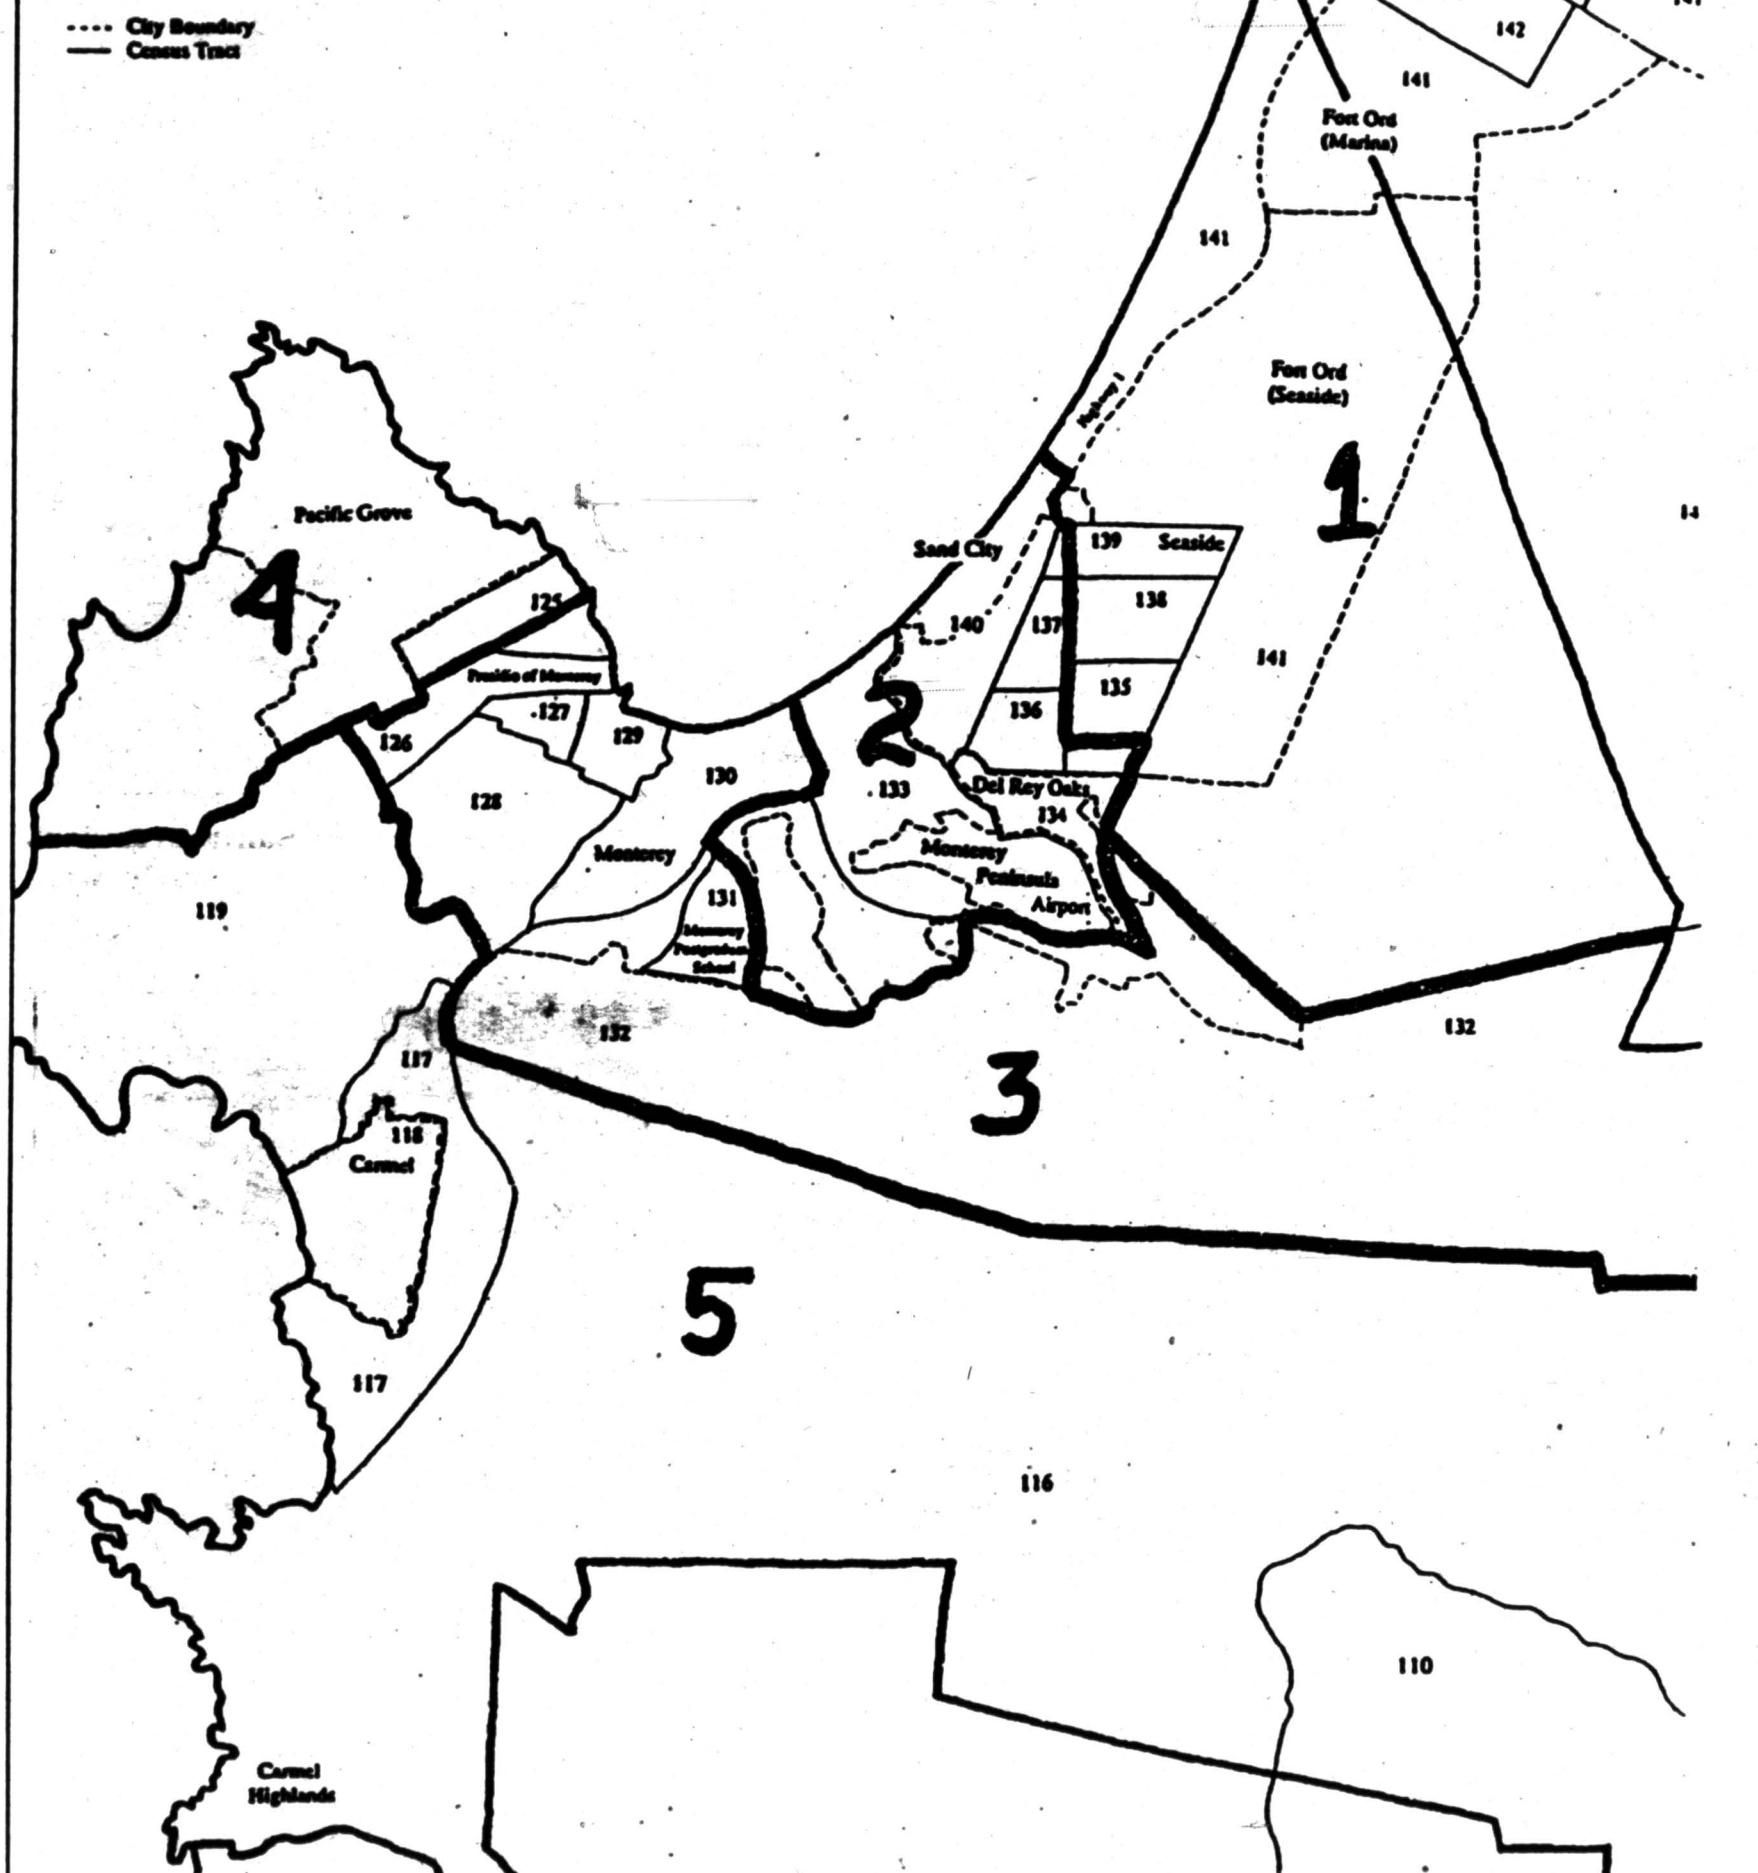 City Boundary
Census Tract
142
141
Fort Ord
(Marina)
141
Fort Ord
(Seaside)
1
Pacific Grove
4
Sand City
139 Seaside
125
138
140
137
141
Presidio of Monterey
135
2
136
.127
129
126
130
128
.133
Del Rey Oaks
134
Monterey
Monterey
Peninsula
Airport
131
119
Monterey
Peninsula
School
132
132
117
3
118
Carmel
5
117
116
110
Carmel
Highlands